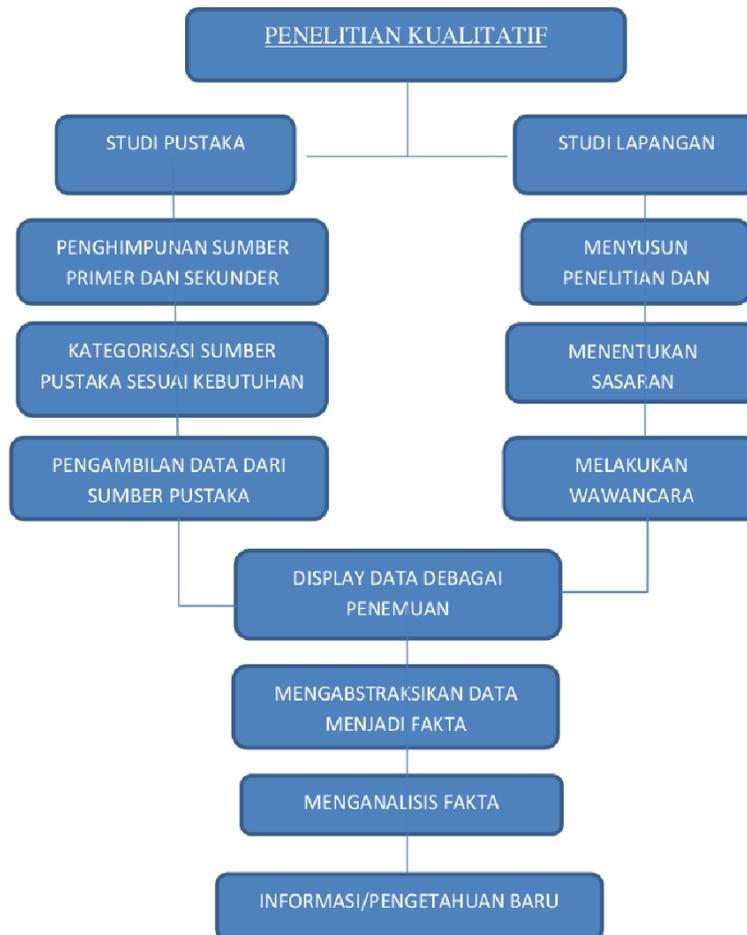 PENELITIAN KUALITATIF
STUDI PUSTAKA
PENGHIMPUNAN SUMBER
PRIMER DAN SEKUNDER
KATEGORISASI SUMBER
PUSTAKA SESUAI KEBUTUHAN
PENGAMBILAN DATA DARI
SUMBER PUSTAKA
STUDI LAPANGAN
MENYUSUN
PENELITIAN DAN
MENENTUKAN
SASARAN
MELAKUKAN
WAWANCARA
DISPLAY DATA DEBAGAI
PENEMUAN
MENGABSTRAKSIKAN DATA
MENJADI FAKTA
MENGANALISIS FAKTA
INFORMASI/PENGETAHUAN BARU